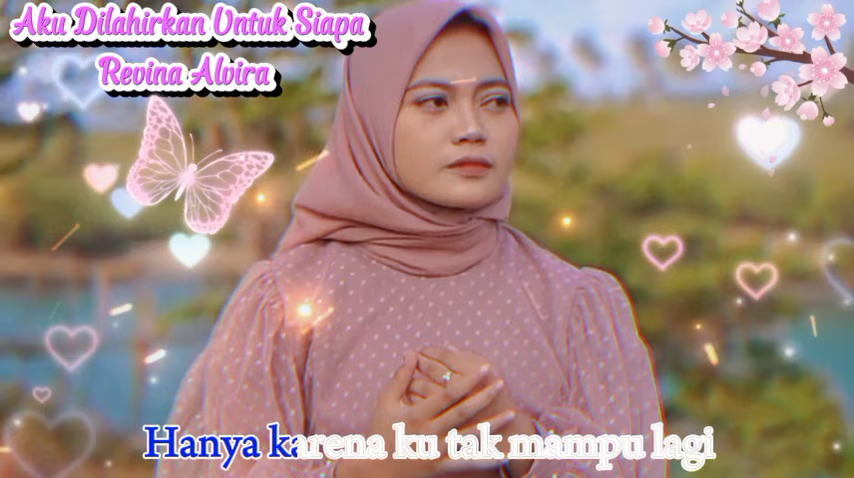 Aku Dilahirkan Untuk Siapa
Revina Alvira
Hanya karena ku tak mampu lagi